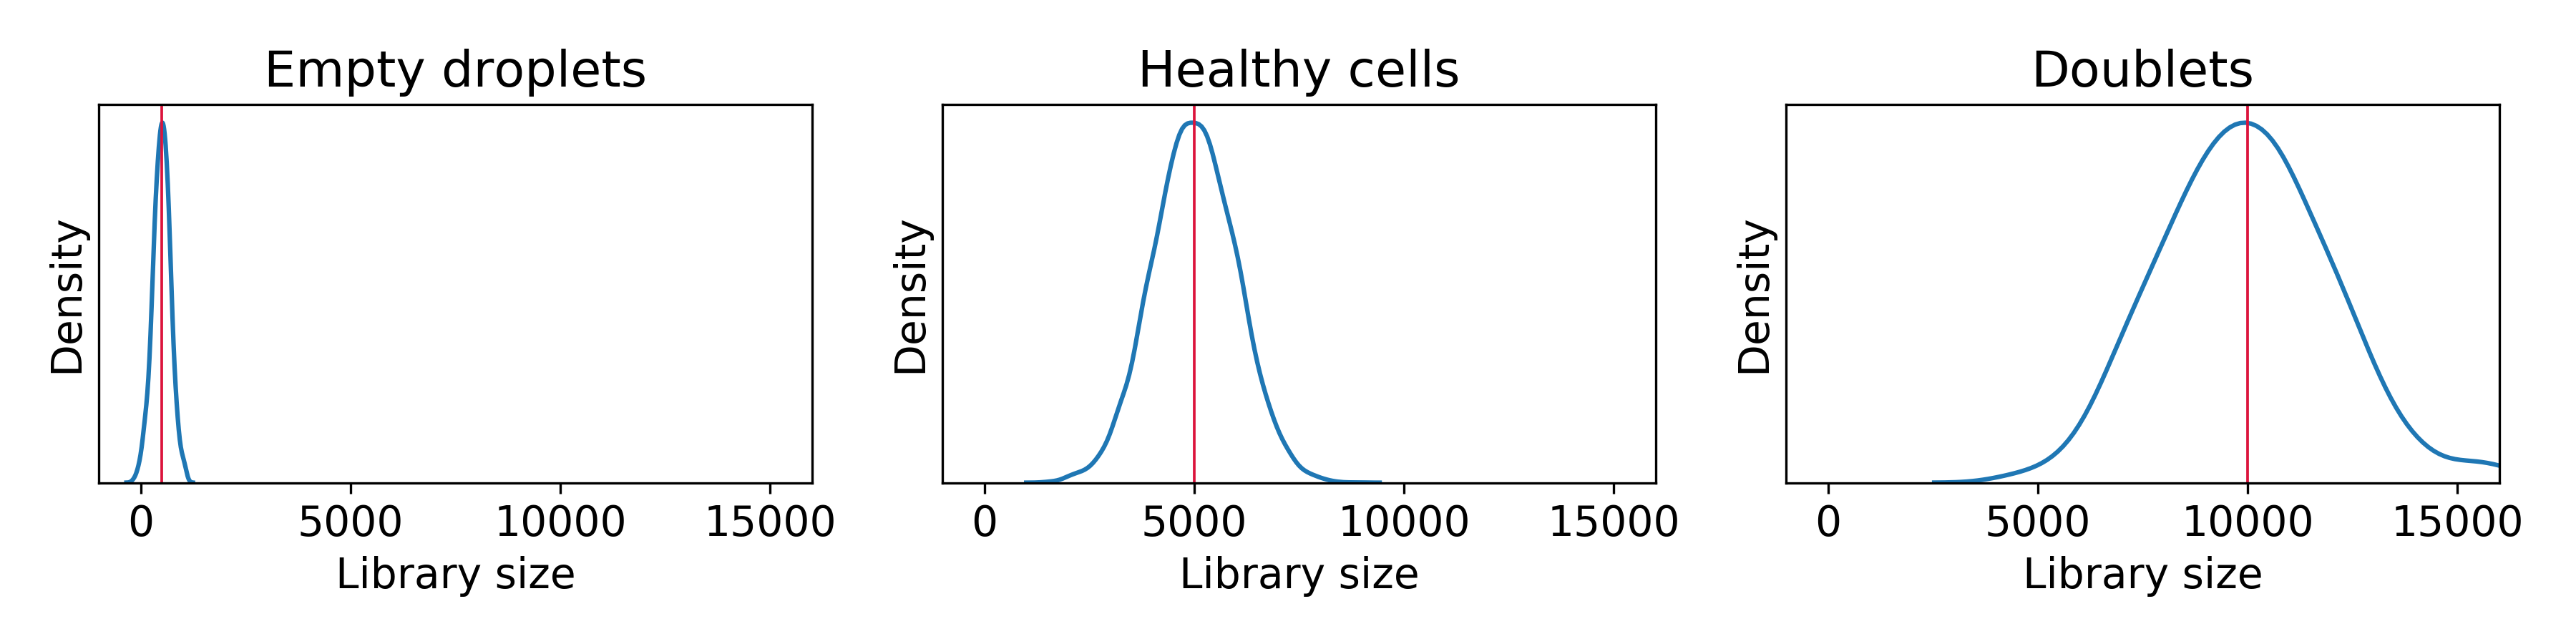 Empty droplets
Density
0 5000 10000 15000
Library size
Healthy cells
Density
0 5000 10000 15000
Library size
Doublets
Density
0 5000 10000 15000
Library size